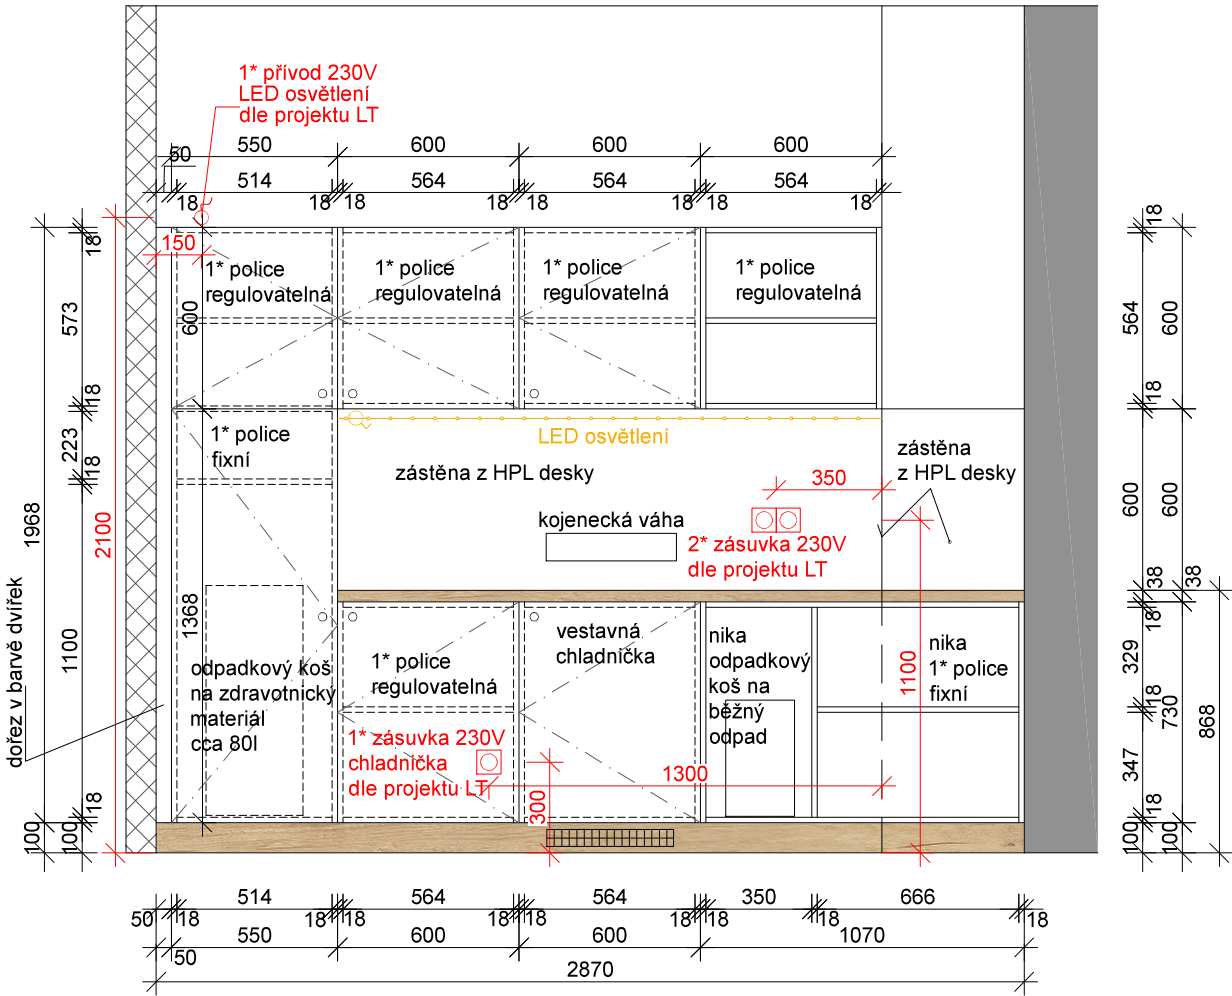 1* přívod 230V
LED osvětlení
dle projektu LT
550
600
600
600
50
514
564
564
564
18
18
18
18
18
18
18
18
150
1* police
regulovatelná
1* police
regulovatelná
1* police
regulovatelná
1* police
regulovatelná
600
18
573
18
223
18
1100
18
100
1968
100
2100
1* police
fixní
LED osvětlení
zástěna z HPL desky
zástěna
z HPL desky
350
kojenecká váha
2* zásuvka 230V
dle projektu LT
1368
odpadkový koš
na zdravotnický
materiál
cca 80l
dořez v barvě dvířek
1* police
regulovatelná
vestavná
chladnička
nika
odpadkový
koš na
běžný
odpad
nika
1* police
fixní
1* zásuvka 230V
chladnička
dle projektu LT
1300
300
1100
18
564
18
600
38
18
329
18
347
18
100
600
600
38
730
100
868
514
564
564
350
666
50
18
18
18
18
18
18
18
18
18
550
600
600
1070
50
2870